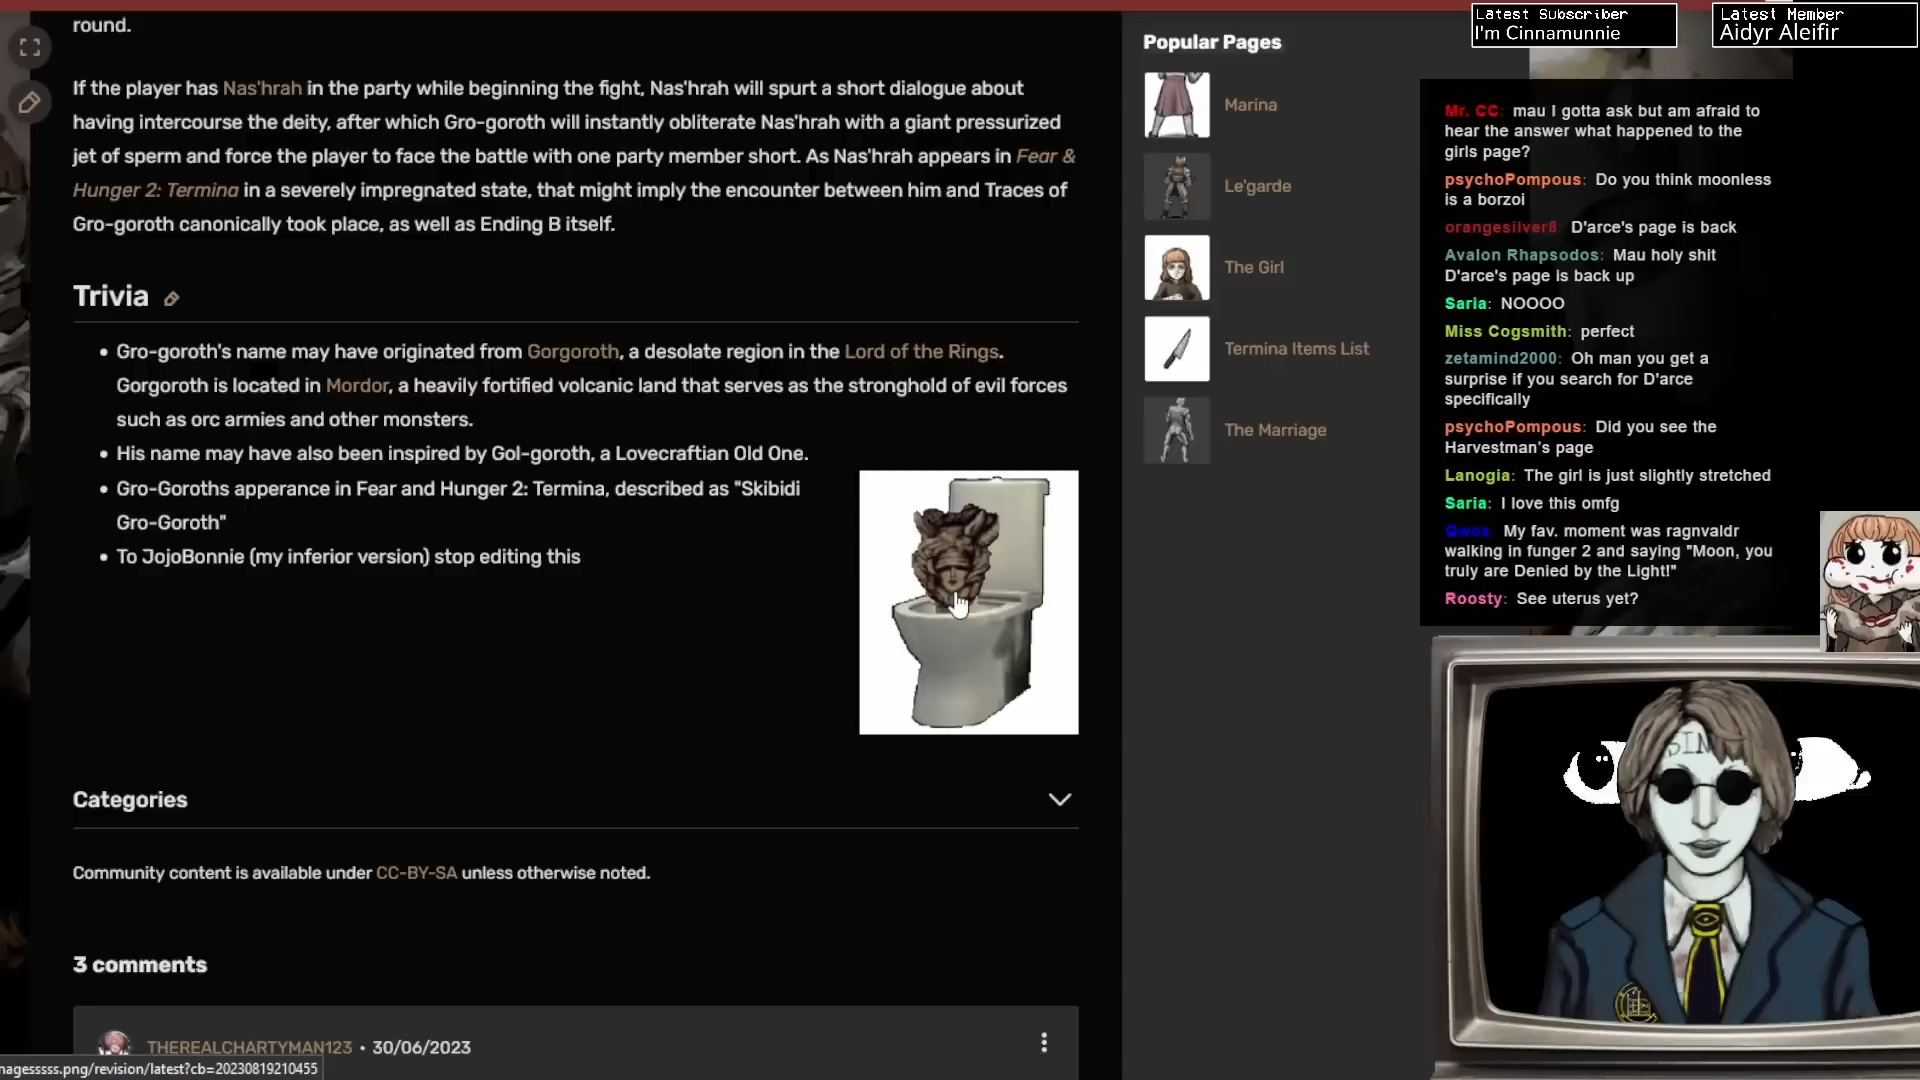 round.
If the player has Nas'hrah in the party while beginning the fight, Nas'hrah will spurt a short dialogue about
having intercourse the deity, after which Gro-goroth will instantly obliterate Nas'hrah with a giant pressurized
jet of sperm and force the player to face the battle with one party member short. As Nas'hrah appears in Fear &
Hunger 2: Termina in a severely impregnated state, that might imply the encounter between him and Traces of
Gro-goroth canonically took place, as well as Ending B itself.
Trivia
Gro-goroth's name may have originated from Gorgoroth, a desolate region in the Lord of the Rings.
Gorgoroth is located in Mordor, a heavily fortified volcanic land that serves as the stronghold of evil forces
such as orc armies and other monsters.
His name may have also been inspired by Gol-goroth, a Lovecraftian Old One.
Gro-Goroths apperance in Fear and Hunger 2: Termina, described as "Skibidi
Gro-Goroth"
To JojoBonnie (my inferior version) stop editing this
Categories
Community content is available under CC-BY-SA unless otherwise noted.
3 comments
THEREALCHARTYMAN123 • 30/06/2023
nagesssss.png/revision/latest?cb=20230819210455
Popular Pages
Marina
Le'garde
The Girl
Termina Items List
The Marriage
Latest Subscriber
I'm Cinnamunnie
Latest Member
Aidyr Aleifir
Mr. CC: mau I gotta ask but am afraid to
hear the answer what happened to the
girls page?
psychoPompous: Do you think moonless
is a borzoi
orangesilver8: D'arce's page is back
Avalon Rhapsodos: Mau holy shit
D'arce's page is back up
Saria: NOOOO
Miss Cogsmith: perfect
zetamind2000: Oh man you get a
surprise if you search for D'arce
specifically
psychoPompous: Did you see the
Harvestman's page
Lanogia: The girl is just slightly stretched
Saria: I love this omfg
My fav. moment was ragnvaldr
walking in funger 2 and saying "Moon, you
truly are Denied by the Light!"
Roosty: See uterus yet?
SIN